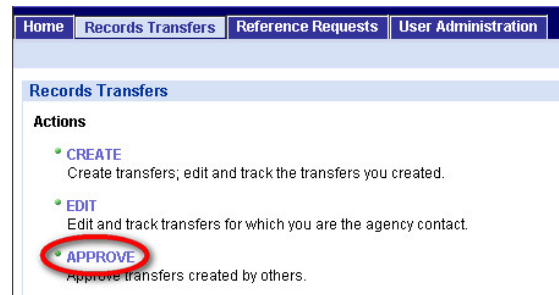 Home Records Transfers Reference Requests User Administration
Records Transfers
Actions
CREATE
Create transfers; edit and track the transfers you created.
EDIT
Edit and track transfers for which you are the agency contact.
APPROVE
Approve transfers created by others.